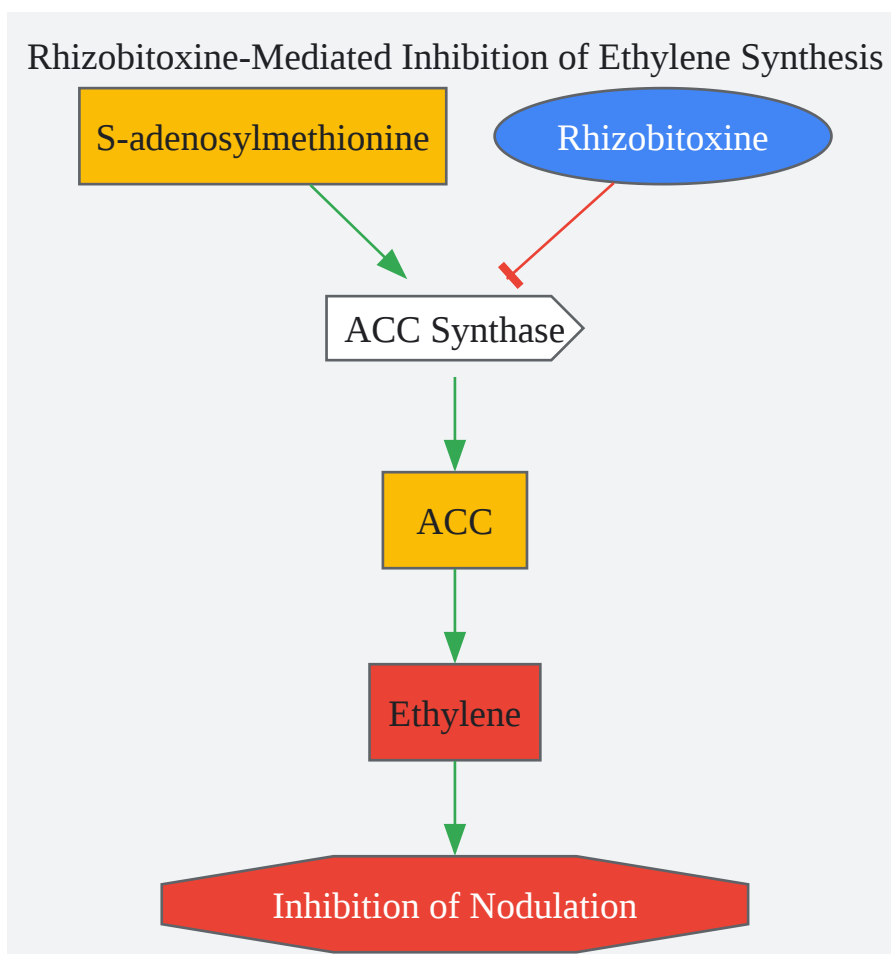 Rhizobitoxine-Mediated Inhibition of Ethylene Synthesis
S-adenosylmethionine
Rhizobitoxine
ACC Synthase
ACC
Ethylene
Inhibition of Nodulation